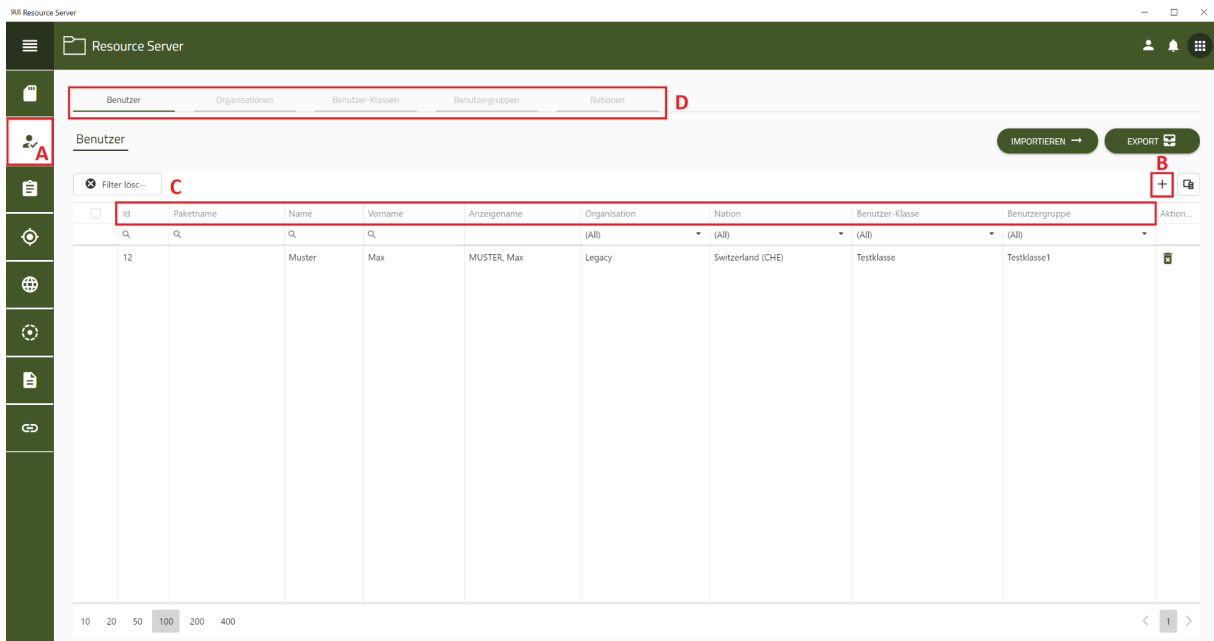 SIUS Resource Server
Resource Server
Benutzer Organisationen Benutzer-Klassen Benutzergruppen Nationen D
A
Benutzer
IMPORTIEREN → EXPORT
B
Filter lösc··· C +
Id Paketname Name Vorname Anzeigename Organisation Nation Benutzer-Klasse Benutzergruppe Aktion...
(All) (All) (All) (All)
12 Muster Max MUSTER, Max Legacy Switzerland (CHE) Testklasse Testklasse1
10 20 50 100 200 400 < 1 >